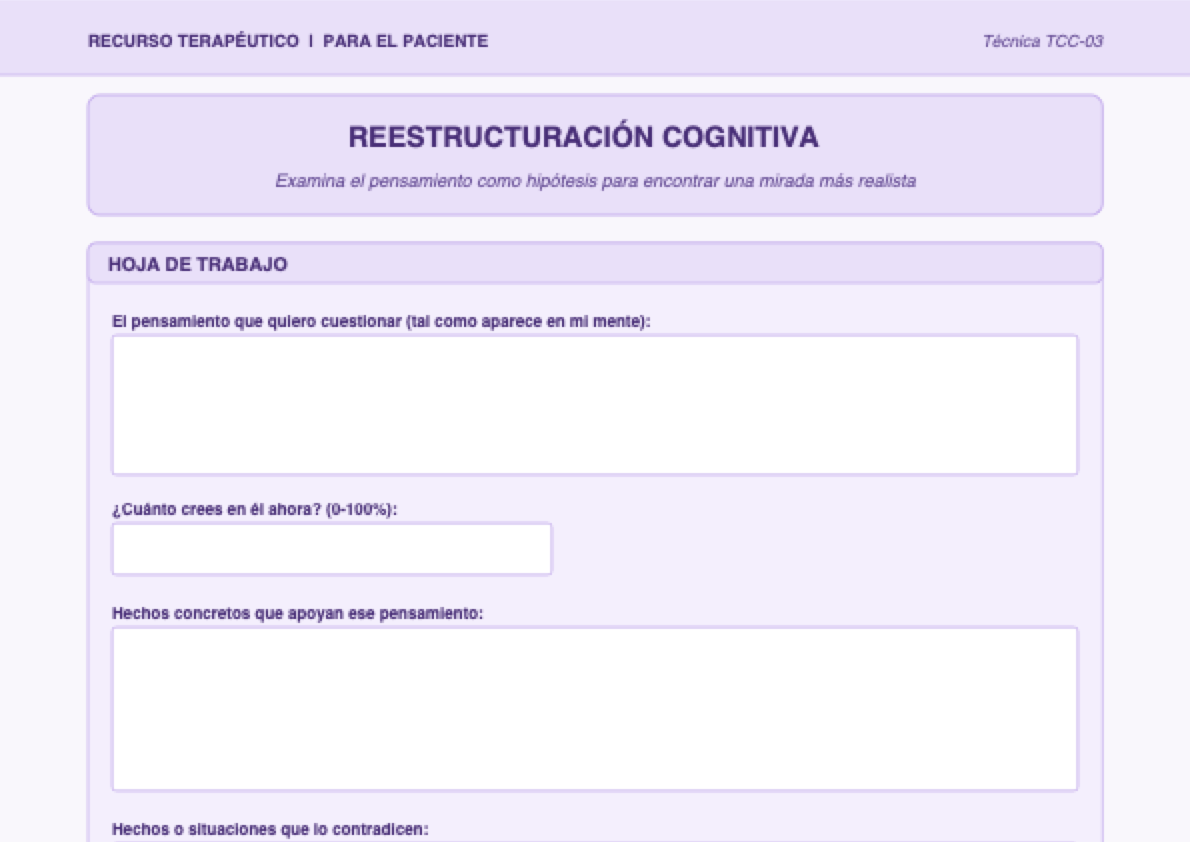 RECURSO TERAPÉUTICO | PARA EL PACIENTE
Técnica TCC-03
REESTRUCTURACIÓN COGNITIVA
Examina el pensamiento como hipótesis para encontrar una mirada más realista
HOJA DE TRABAJO
El pensamiento que quiero cuestionar (tal como aparece en mi mente):
¿Cuánto crees en él ahora? (0-100%):
Hechos concretos que apoyan ese pensamiento:
Hechos o situaciones que lo contradicen: